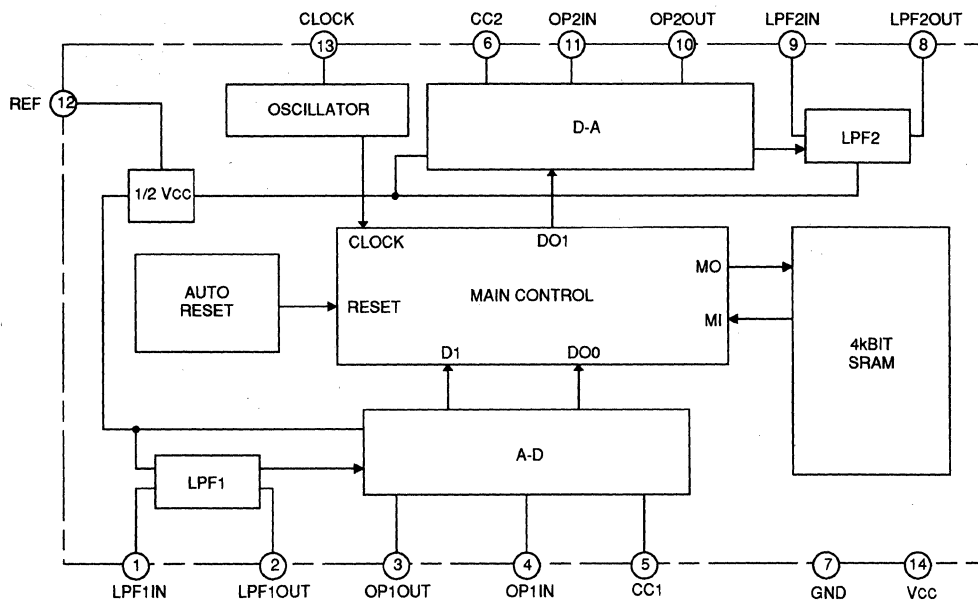 CLOCK CC2 OP2IN OP2OUT LPF2IN LPF2OUT
13 6 11 10 9 8
REF 12
OSCILLATOR
D-A
LPF2
1/2 VCC
CLOCK DO1
MO
AUTO
RESET
RESET
MAIN CONTROL
MI
4kBIT
SRAM
D1 DO0
A-D
LPF1
1 2 3 4 5 7 14
LPF1IN LPF1OUT OP1OUT OP1IN CC1 GND VCC